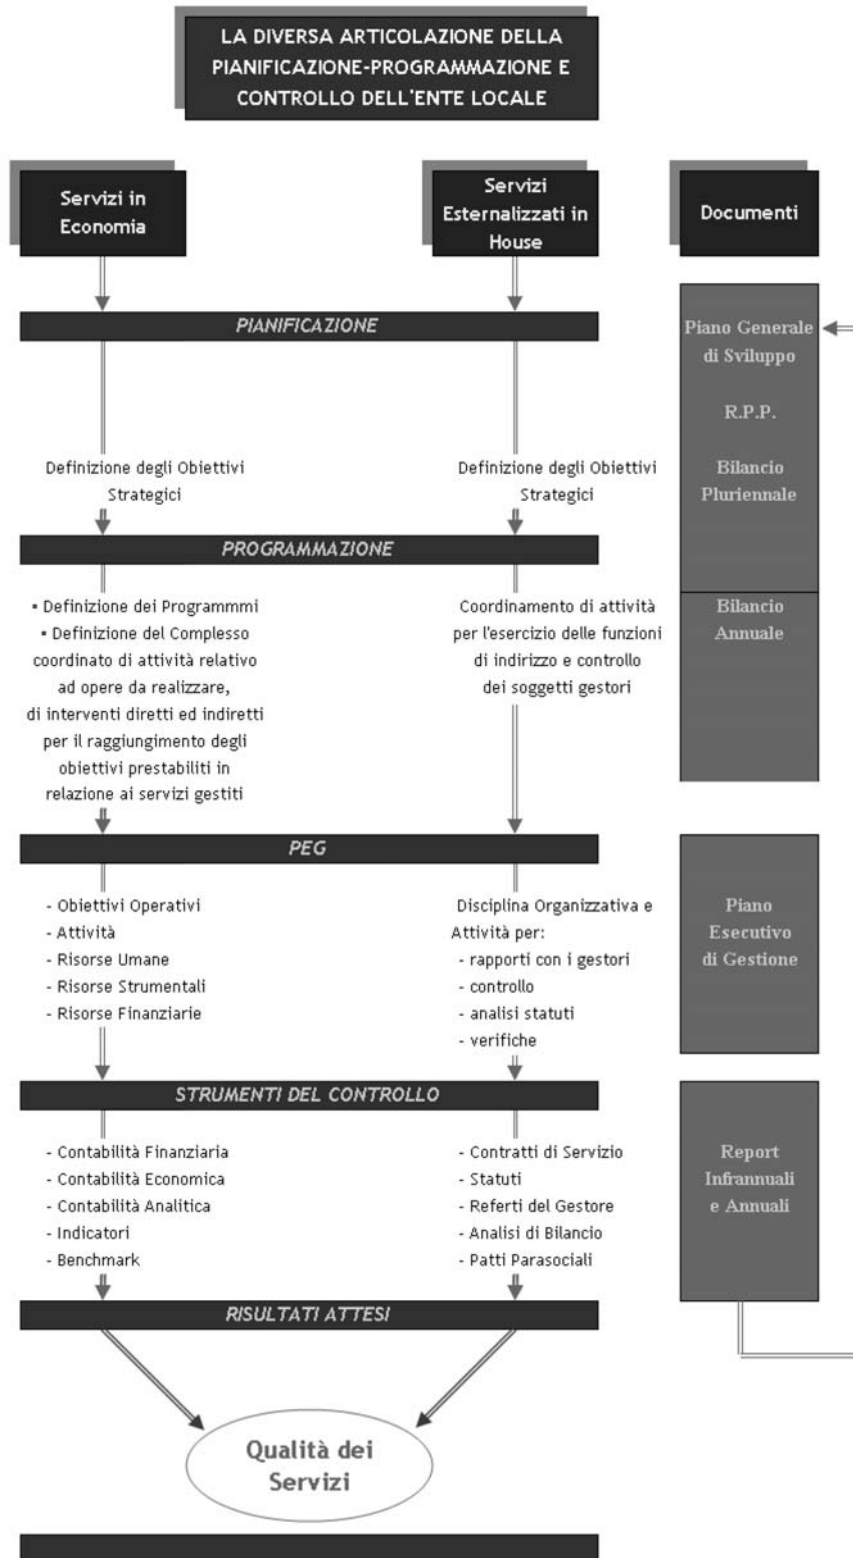 LA DIVERSA ARTICOLAZIONE DELLA
PIANIFICAZIONE-PROGRAMMAZIONE E
CONTROLLO DELL'ENTE LOCALE
Servizi in
Economia
Servizi
Esternalizzati in
House
Documenti
PIANIFICAZIONE
Definizione degli Obiettivi
Strategici
Definizione degli Obiettivi
Strategici
Piano Generale
di Sviluppo
R.P.P.
Bilancio
Pluriennale
PROGRAMMAZIONE
▪ Definizione dei Programmmi
▪ Definizione del Complesso
coordinato di attività relativo
ad opere da realizzare,
di interventi diretti ed indiretti
per il raggiungimento degli
obiettivi prestabiliti in
relazione ai servizi gestiti
Coordinamento di attività
per l'esercizio delle funzioni
di indirizzo e controllo
dei soggetti gestori
Bilancio
Annuale
PEG
- Obiettivi Operativi
- Attività
- Risorse Umane
- Risorse Strumentali
- Risorse Finanziarie
Disciplina Organizzativa e
Attività per:
- rapporti con i gestori
- controllo
- analisi statuti
- verifiche
Piano
Esecutivo
di Gestione
STRUMENTI DEL CONTROLLO
- Contabilità Finanziaria
- Contabilità Economica
- Contabilità Analitica
- Indicatori
- Benchmark
- Contratti di Servizio
- Statuti
- Referti del Gestore
- Analisi di Bilancio
- Patti Parasociali
Report
Infrannuali
e Annuali
RISULTATI ATTESI
Qualità dei
Servizi